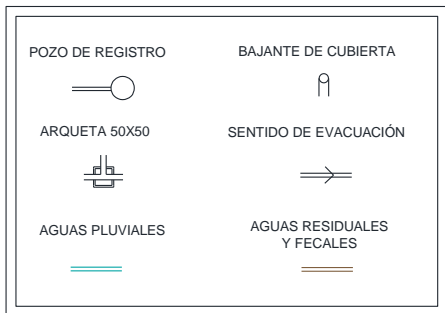 POZO DE REGISTRO
BAJANTE DE CUBIERTA
ARQUETA 50X50
SENTIDO DE EVACUACIÓN
AGUAS PLUVIALES
AGUAS RESIDUALES
Y FECALES